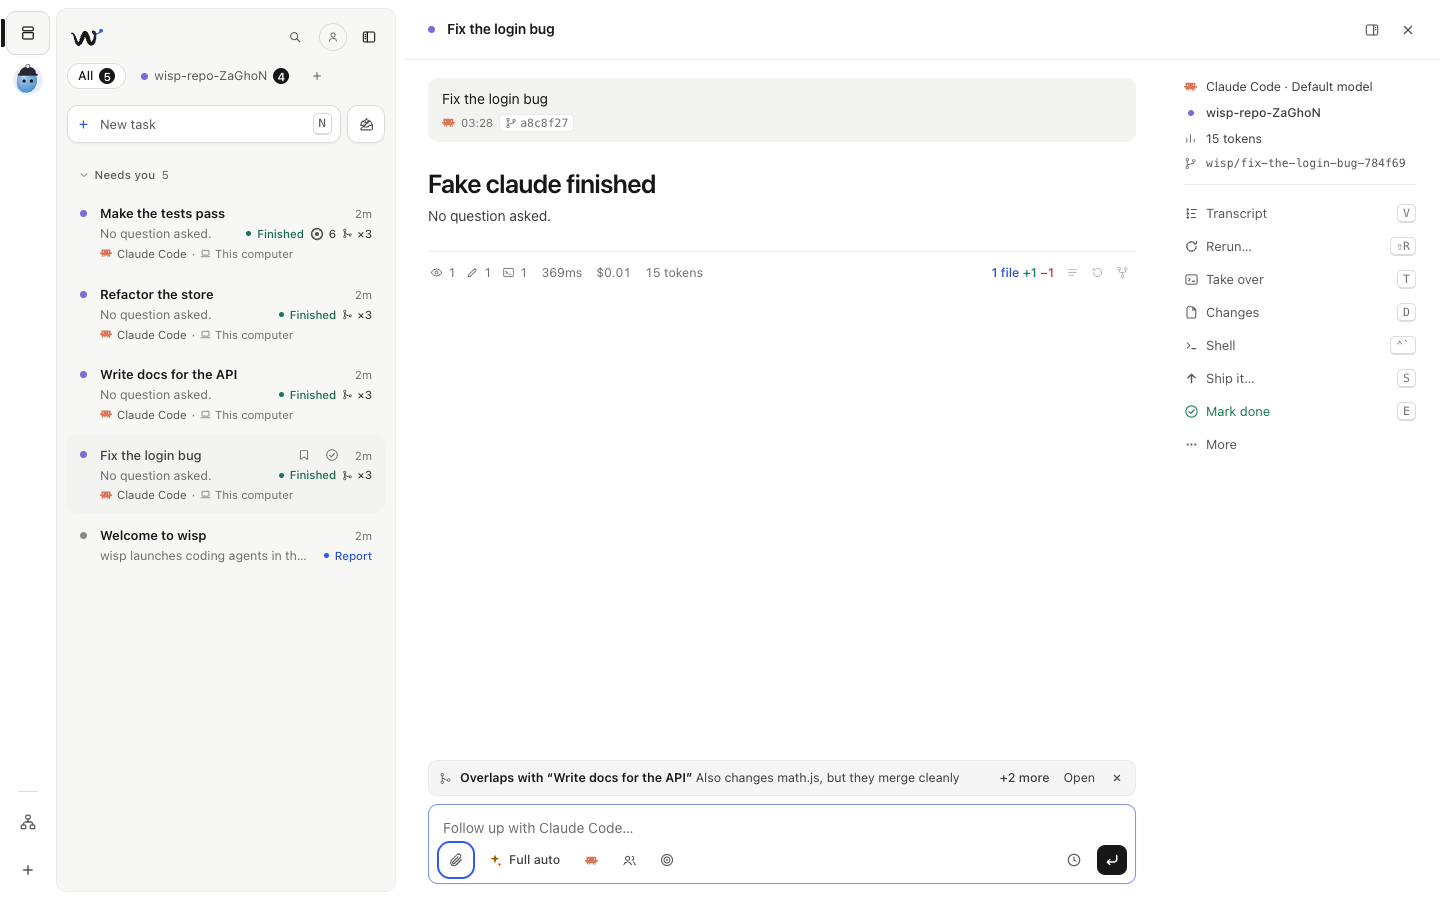 All 5
wisp-repo-ZaGhoN 4
New task N
Needs you 5
Make the tests pass 2m
No question asked. Finished 6 ×3
Claude Code · This computer
Refactor the store 2m
No question asked. Finished ×3
Claude Code · This computer
Write docs for the API 2m
No question asked. Finished ×3
Claude Code · This computer
Fix the login bug 2m
No question asked. Finished ×3
Claude Code · This computer
Welcome to wisp 2m
wisp launches coding agents in th... Report
Fix the login bug
Fix the login bug
03:28 a8c8f27
Fake claude finished
No question asked.
1 1 1 369ms $0.01 15 tokens 1 file +1 −1
Overlaps with “Write docs for the API” Also changes math.js, but they merge cleanly +2 more Open
Follow up with Claude Code...
Full auto
Claude Code · Default model
wisp-repo-ZaGhoN
15 tokens
wisp/fix-the-login-bug-784f69
Transcript V
Rerun... ⇧R
Take over T
Changes D
Shell ⌃`
Ship it... S
Mark done E
More